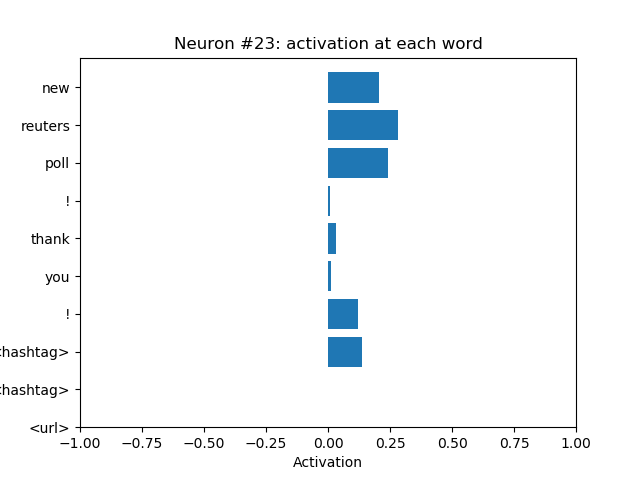 Neuron #23: activation at each word
new
reuters
poll
!
thank
you
!
hashtag>
hashtag>
<url>
−1.00 −0.75 −0.50 −0.25 0.00 0.25 0.50 0.75 1.00
Activation